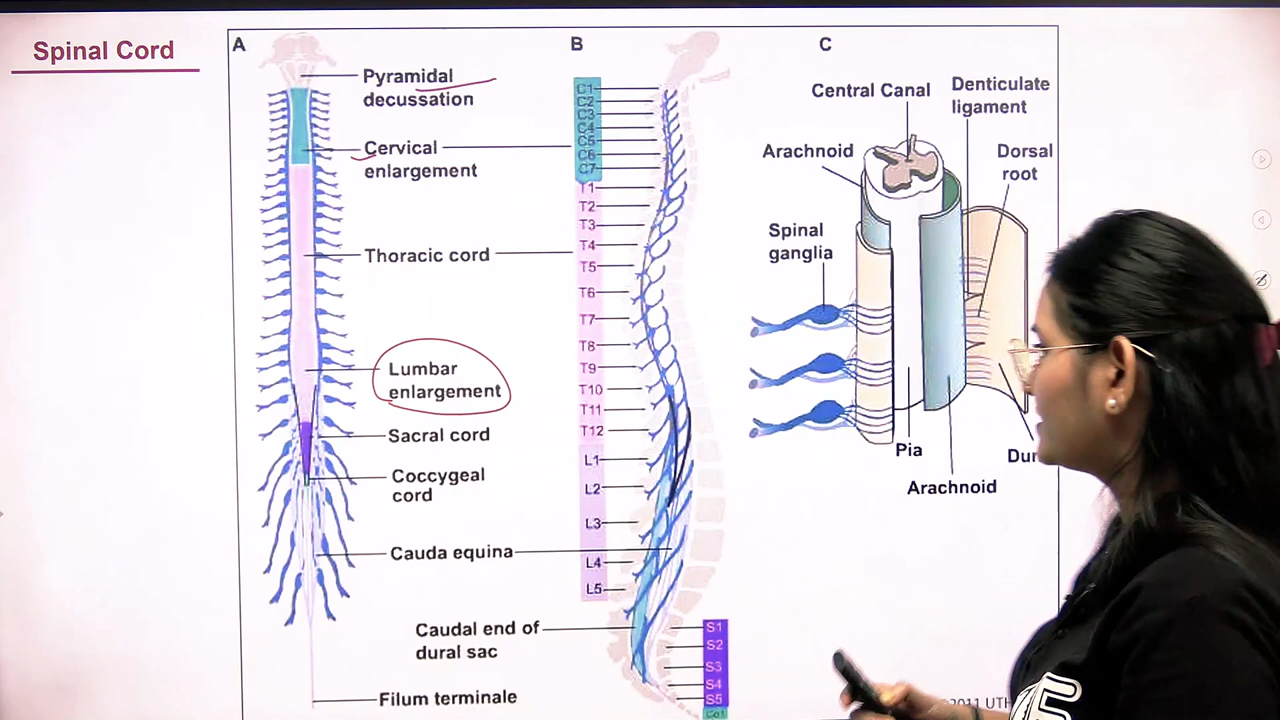 Spinal Cord
A
Pyramidal
decussation
Cervical
enlargement
Thoracic cord
Lumbar
enlargement
Sacral cord
Coccygeal
cord
Cauda equina
Caudal end of
dural sac
Filum terminale
B
C1
C2
C3
C4
C5
C6
C7
T1
T2
T3
T4
T5
T6
T7
T8
T9
T10
T11
T12
L1
L2
L3
L4
L5
S1
S2
S3
S4
S5
Co1
C
Central Canal
Denticulate
ligament
Arachnoid
Dorsal
root
Spinal
ganglia
Pia
Arachnoid
2011 UTH